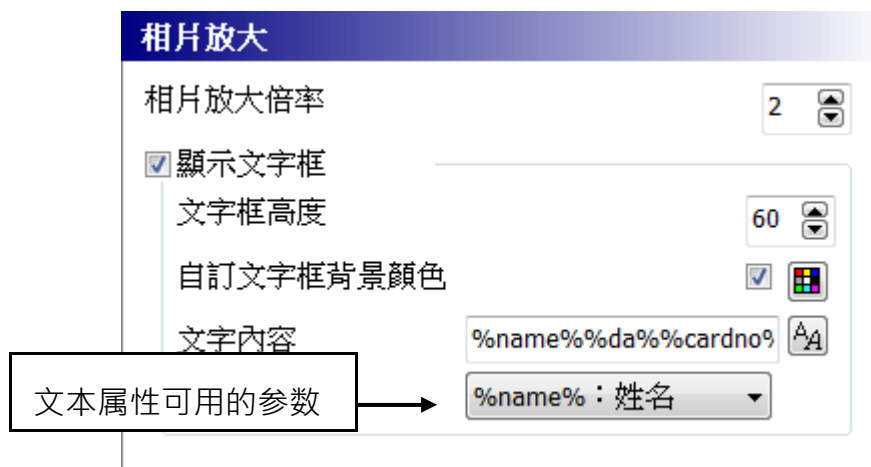 相片放大
相片放大倍率 2
顯示文字框
文字框高度 60
自訂文字框背景顏色
文字內容 %name%%da%%cardno% AA
文本属性可用的参数 %name%：姓名